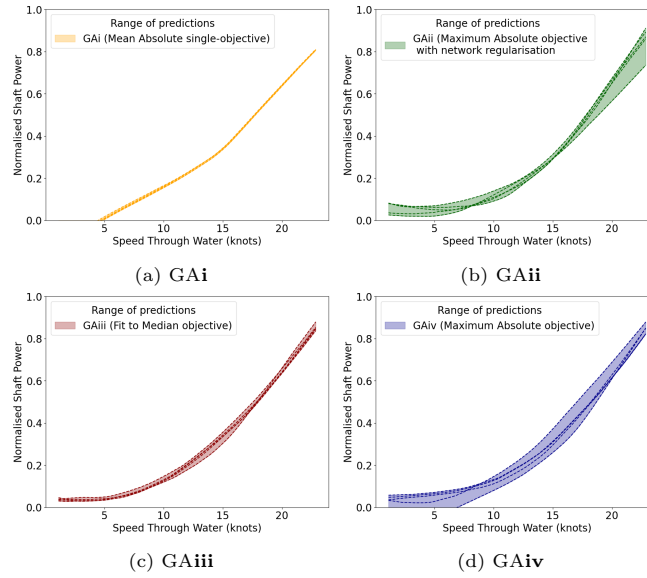 Range of predictions
GAi (Mean Absolute single-objective)
Normalised Shaft Power
1.0
0.8
0.6
0.4
0.2
0.0
5 10 15 20
Speed Through Water (knots)
(a) GAi
Range of predictions
GAii (Maximum Absolute objective
with network regularisation
Normalised Shaft Power
1.0
0.8
0.6
0.4
0.2
0.0
5 10 15 20
Speed Through Water (knots)
(b) GAii
Range of predictions
GAiii (Fit to Median objective)
Normalised Shaft Power
1.0
0.8
0.6
0.4
0.2
0.0
5 10 15 20
Speed Through Water (knots)
(c) GAiii
Range of predictions
GAiv (Maximum Absolute objective)
Normalised Shaft Power
1.0
0.8
0.6
0.4
0.2
0.0
5 10 15 20
Speed Through Water (knots)
(d) GAiv